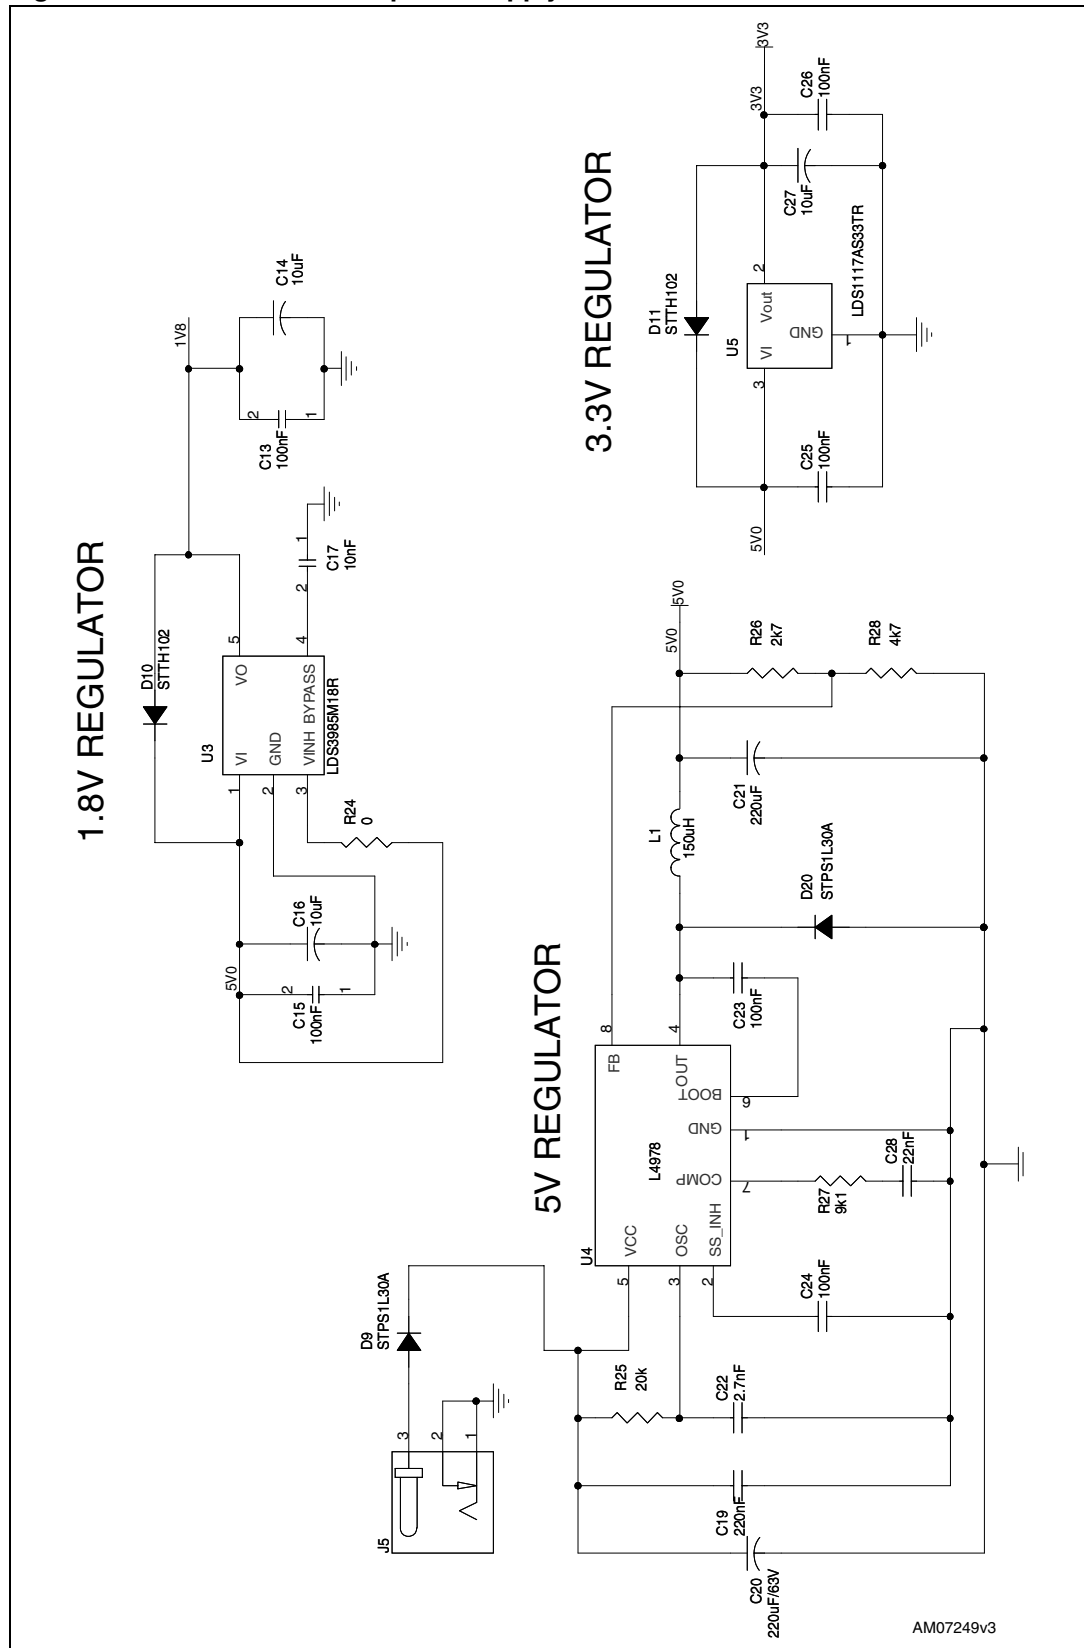 1.8V REGULATOR
D10
STTH102
U3
VI
GND
VINH
VO
BYPASS
LDS3985M18R
1
2
3
5
4
R24
0
5V0
C15
100nF
2
1
C16
10uF
C17
10nF
2
1
C13
100nF
2
1
C14
10uF
1V8
3.3V REGULATOR
D11
STTH102
U5
VI
Vout
GND
3
2
1
LDS1117AS33TR
C25
100nF
C27
10uF
C26
100nF
5V0
3V3
3V3
5V REGULATOR
J5
3
2
1
D9
STPS1L30A
U4
L4978
VCC
OSC
SS_INH
COMP
GND
BOOT
OUT
FB
5
3
2
7
1
6
4
8
R25
20k
C22
2.7nF
C19
220nF
C20
220uF/63V
C24
100nF
R27
9k1
C28
22nF
C23
100nF
D20
STPS1L30A
L1
150uH
C21
220uF
R26
2k7
R28
4k7
5V0
5V0
AM07249v3